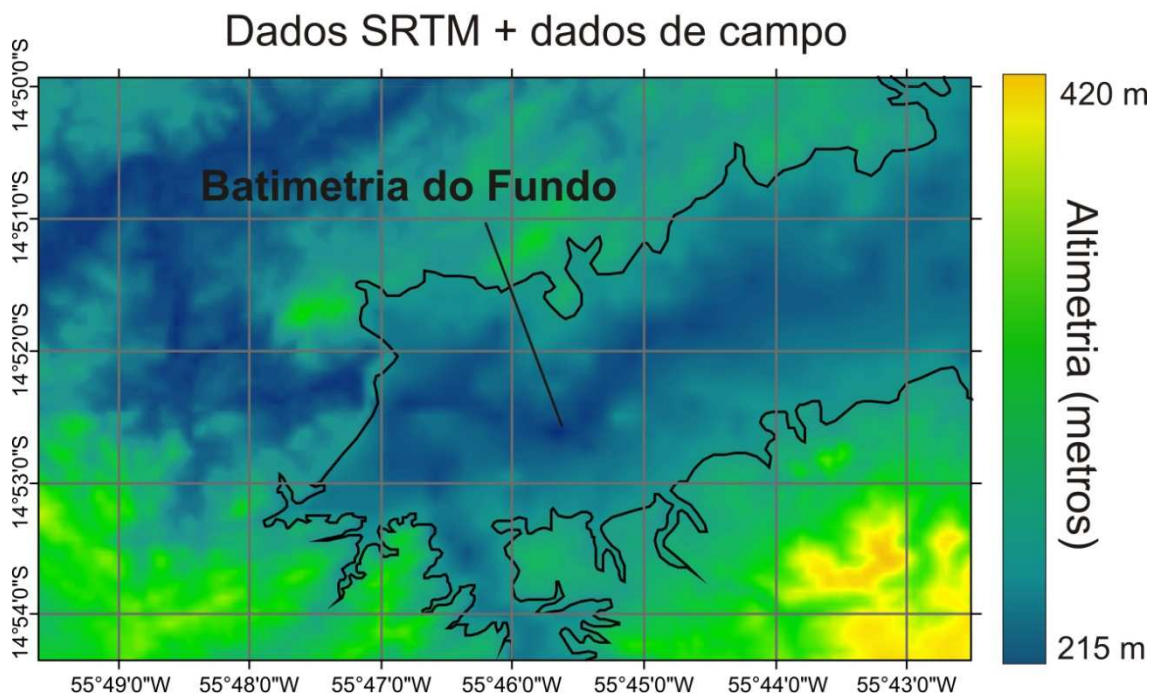 Dados SRTM + dados de campo
14°50'0"S
14°51'0"S
14°52'0"S
14°53'0"S
14°54'0"S
Batimetria do Fundo
420 m
Altimetria (metros)
215 m
55°49'0"W 55°48'0"W 55°47'0"W 55°46'0"W 55°45'0"W 55°44'0"W 55°43'0"W